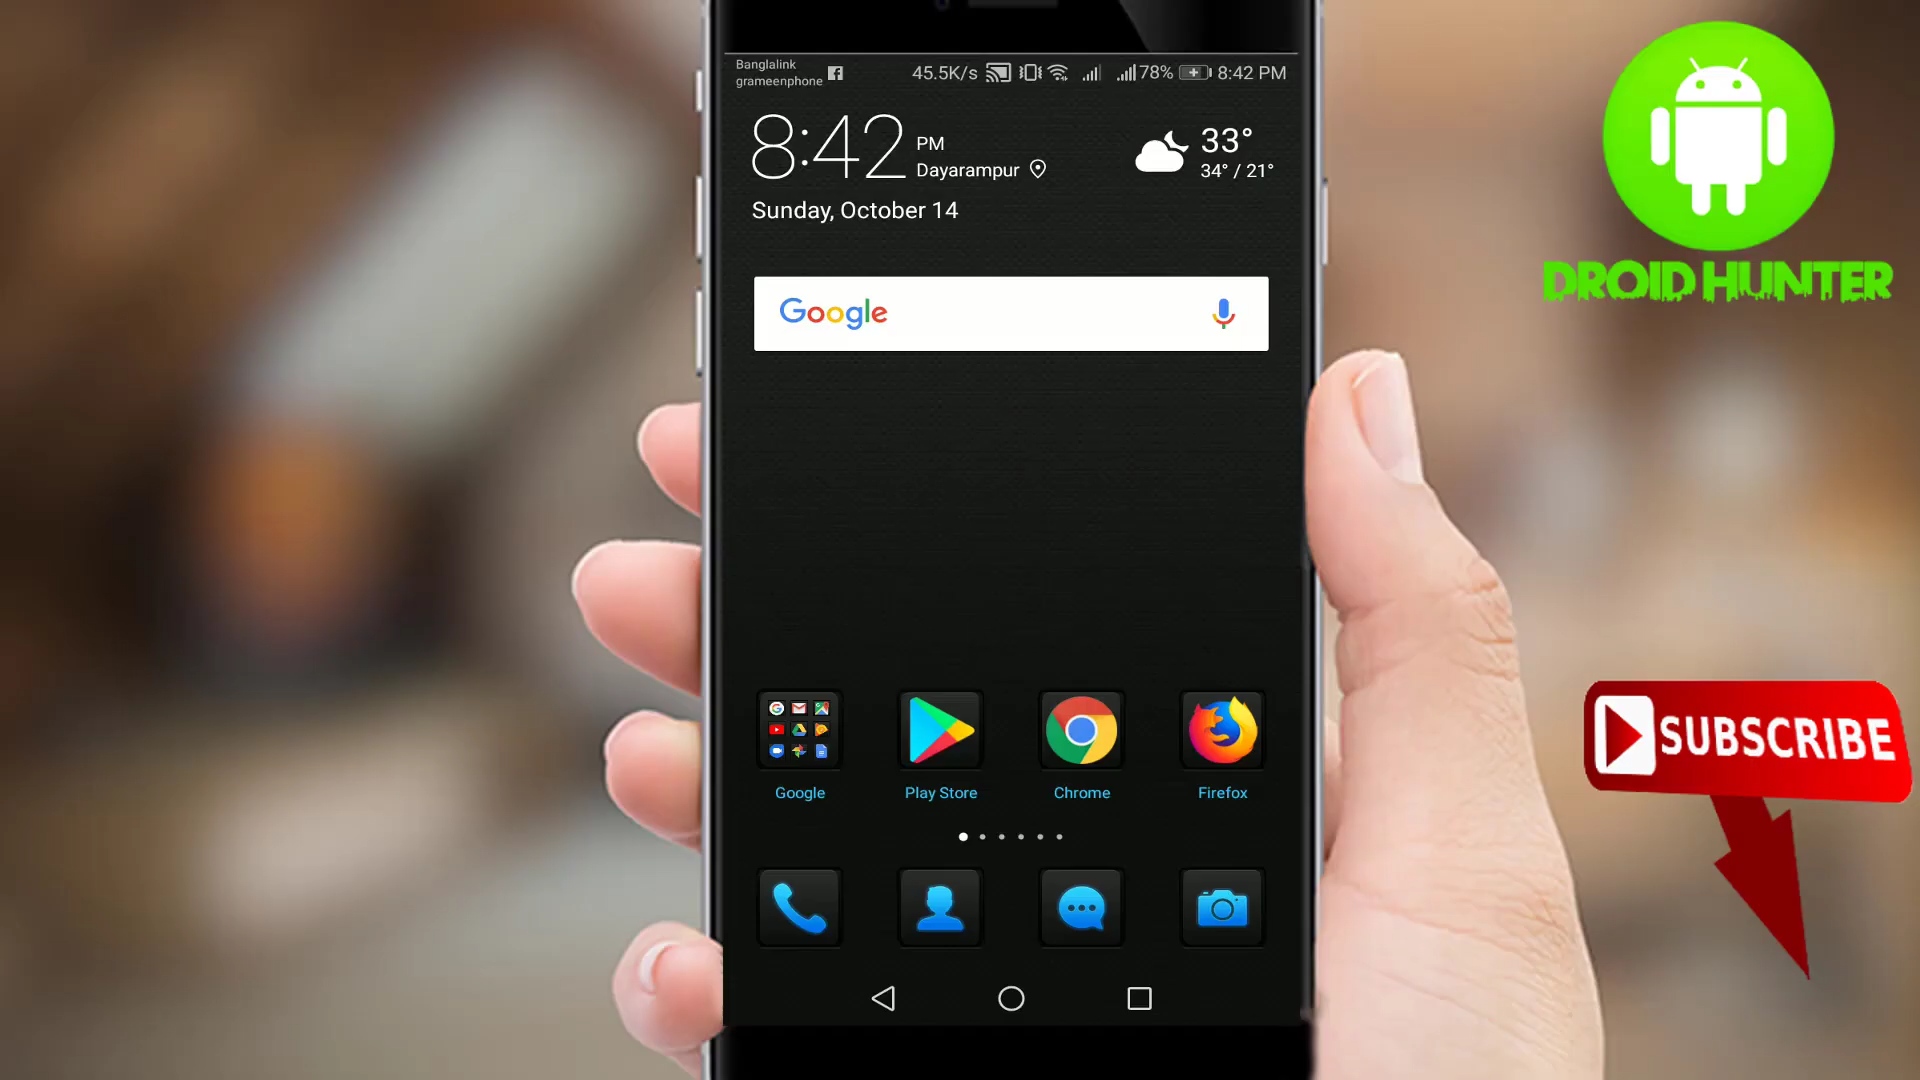 Banglalink
grameenphone
45.5K/s 78% 8:42 PM
8:42 PM
Dayarampur
33°
34° / 21°
Sunday, October 14
Google
Google
Play Store
Chrome
Firefox
DROID HUNTER
SUBSCRIBE